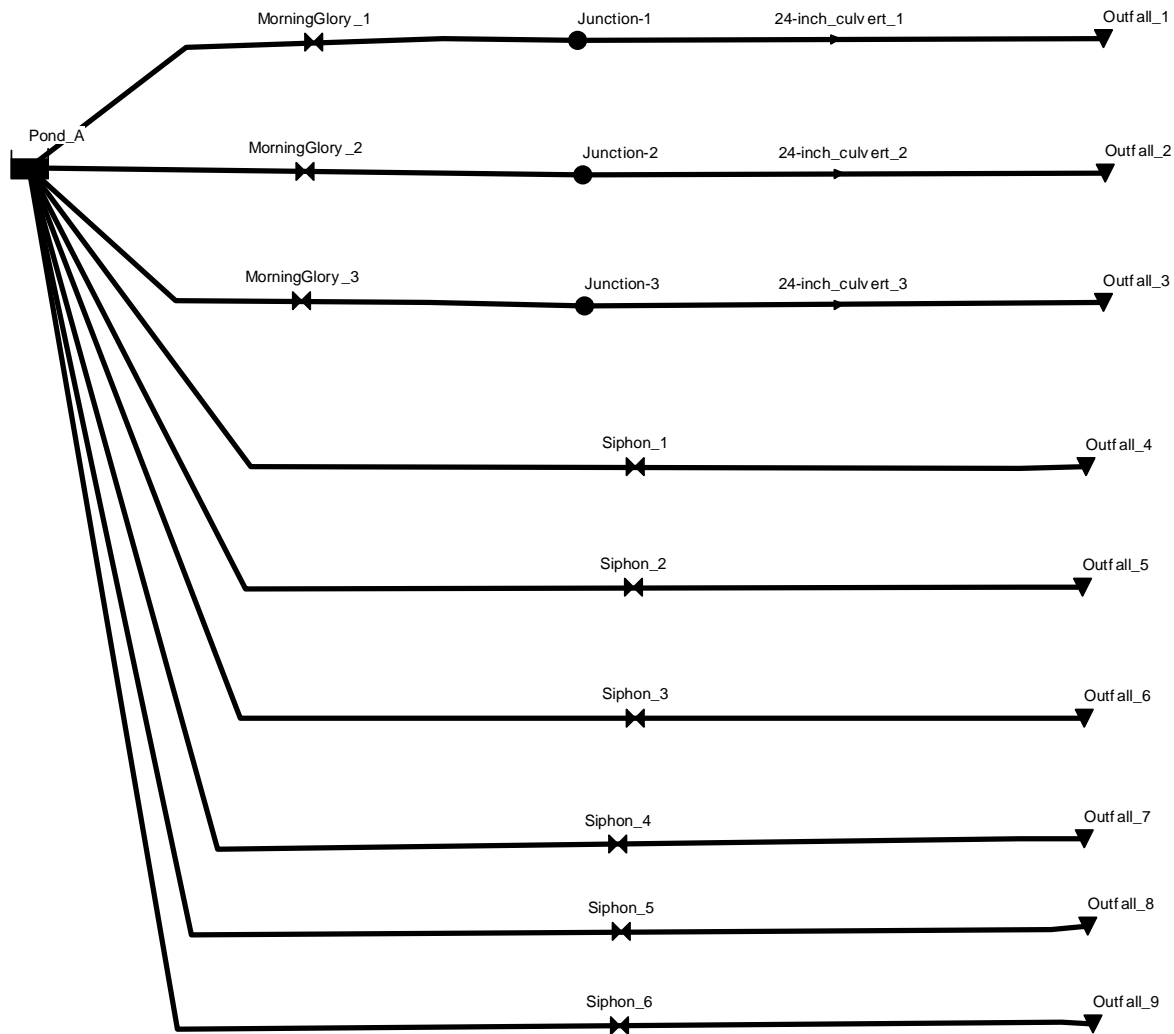 MorningGlory_1
Junction-1
24-inch_culvert_1
Outfall_1
Pond_A
MorningGlory_2
Junction-2
24-inch_culvert_2
Outfall_2
MorningGlory_3
Junction-3
24-inch_culvert_3
Outfall_3
Siphon_1
Outfall_4
Siphon_2
Outfall_5
Siphon_3
Outfall_6
Siphon_4
Outfall_7
Siphon_5
Outfall_8
Siphon_6
Outfall_9